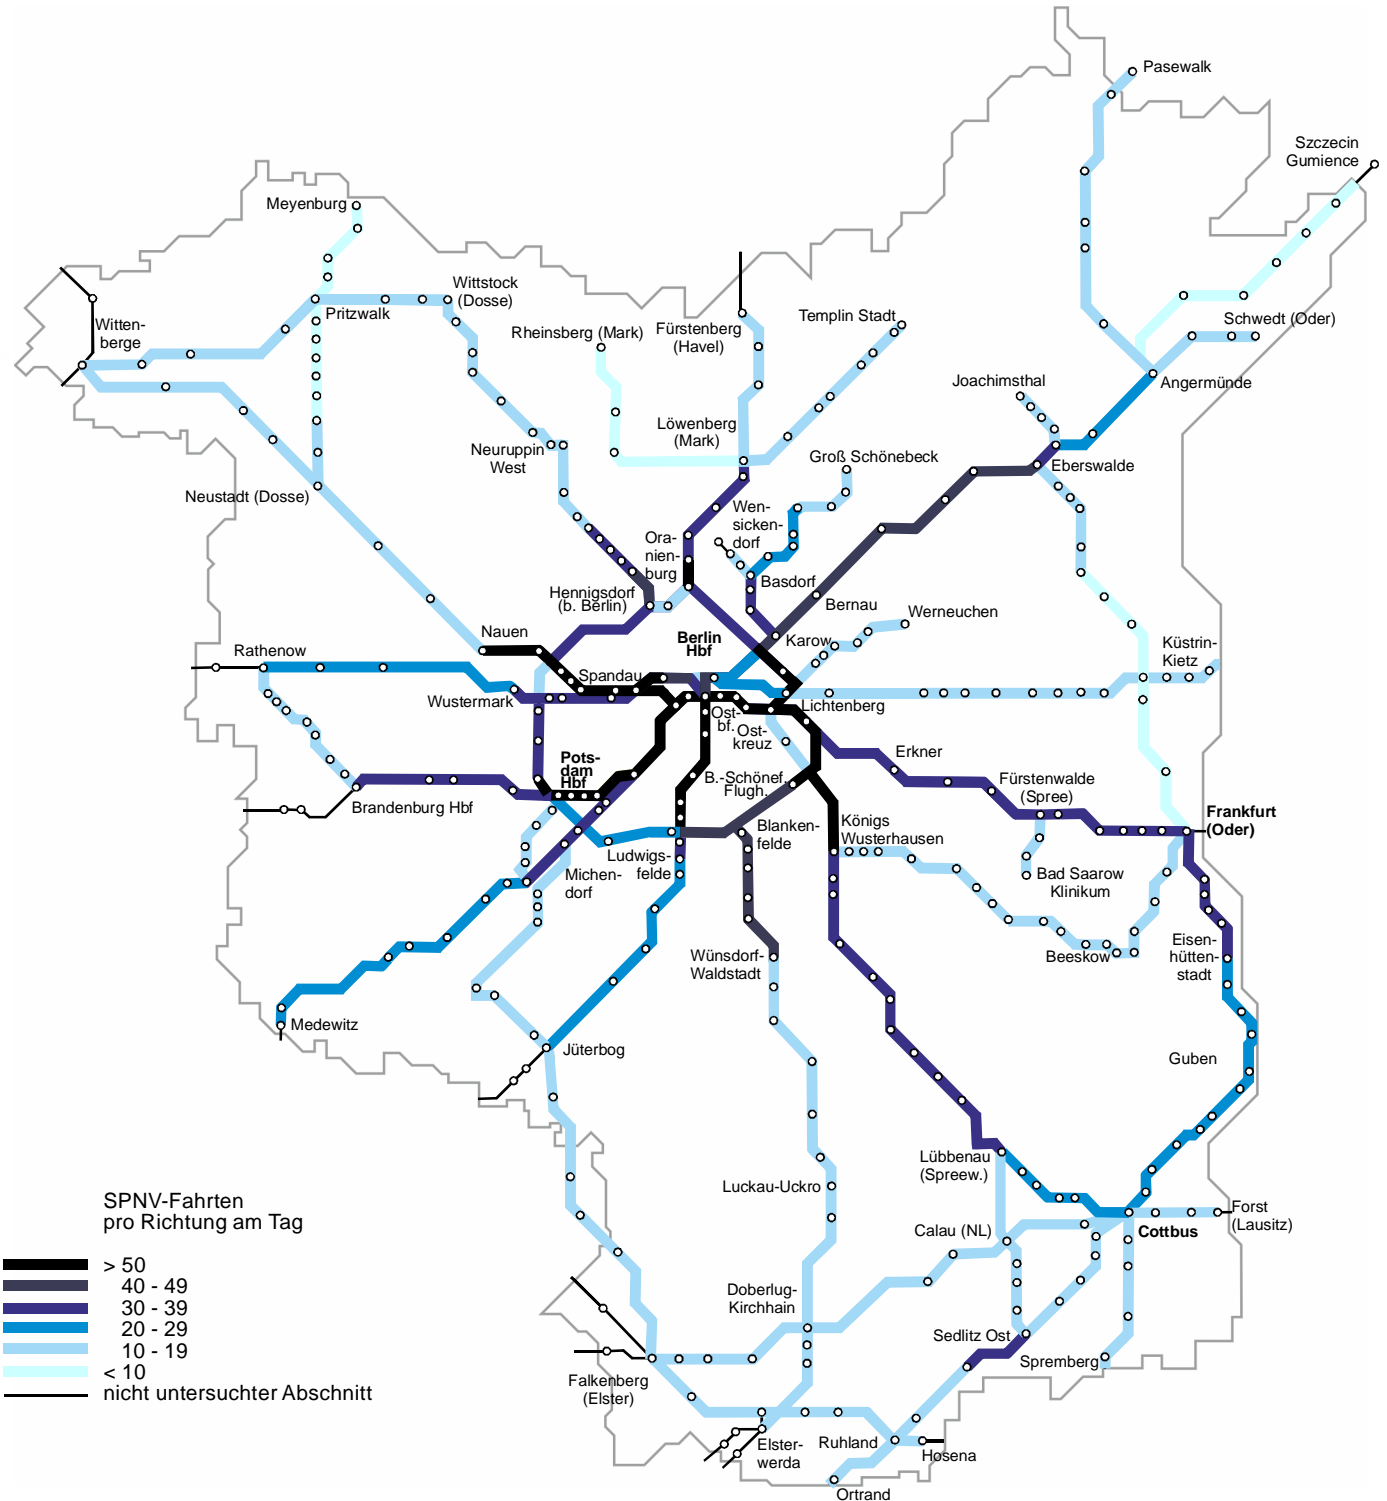 Pasewalk
Szczecin
Gumience
Meyenburg
Wittstock
(Dosse)
Pritzwalk
Witten-
berge
Rheinsberg (Mark)
Fürstenberg
(Havel)
Templin Stadt
Schwedt (Oder)
Angermünde
Joachimsthal
Löwenberg
(Mark)
Neuruppin
West
Groß Schönebeck
Eberswalde
Neustadt (Dosse)
Wen-
sicken-
dorf
Ora-
nien-
burg
Basdorf
Hennigsdorf
(b. Berlin)
Bernau
Werneuchen
Nauen
Berlin
Hbf
Karow
Küstrin-
Kietz
Rathenow
Spandau
Wustermark
Lichtenberg
Ost-
bf.
Ost-
kreuz
Erkner
Pots-
dam
Hbf
B.-Schönef.
Flugh.
Fürstenwalde
(Spree)
Brandenburg Hbf
Frankfurt
(Oder)
Blanken-
felde
Königs
Wusterhausen
Ludwigs-
felde
Michen-
dorf
Bad Saarow
Klinikum
Wünsdorf-
Waldstadt
Beeskow
Eisen-
hütten-
stadt
Medewitz
Jüterbog
Guben
Lübbenau
(Spreew.)
Luckau-Uckro
SPNV-Fahrten
pro Richtung am Tag
Forst
(Lausitz)
Calau (NL)
Cottbus
> 50
40 - 49
30 - 39
20 - 29
10 - 19
< 10
nicht untersuchter Abschnitt
Doberlug-
Kirchhain
Sedlitz Ost
Spremberg
Falkenberg
(Elster)
Elster-
werda
Ruhland
Hosena
Ortrand